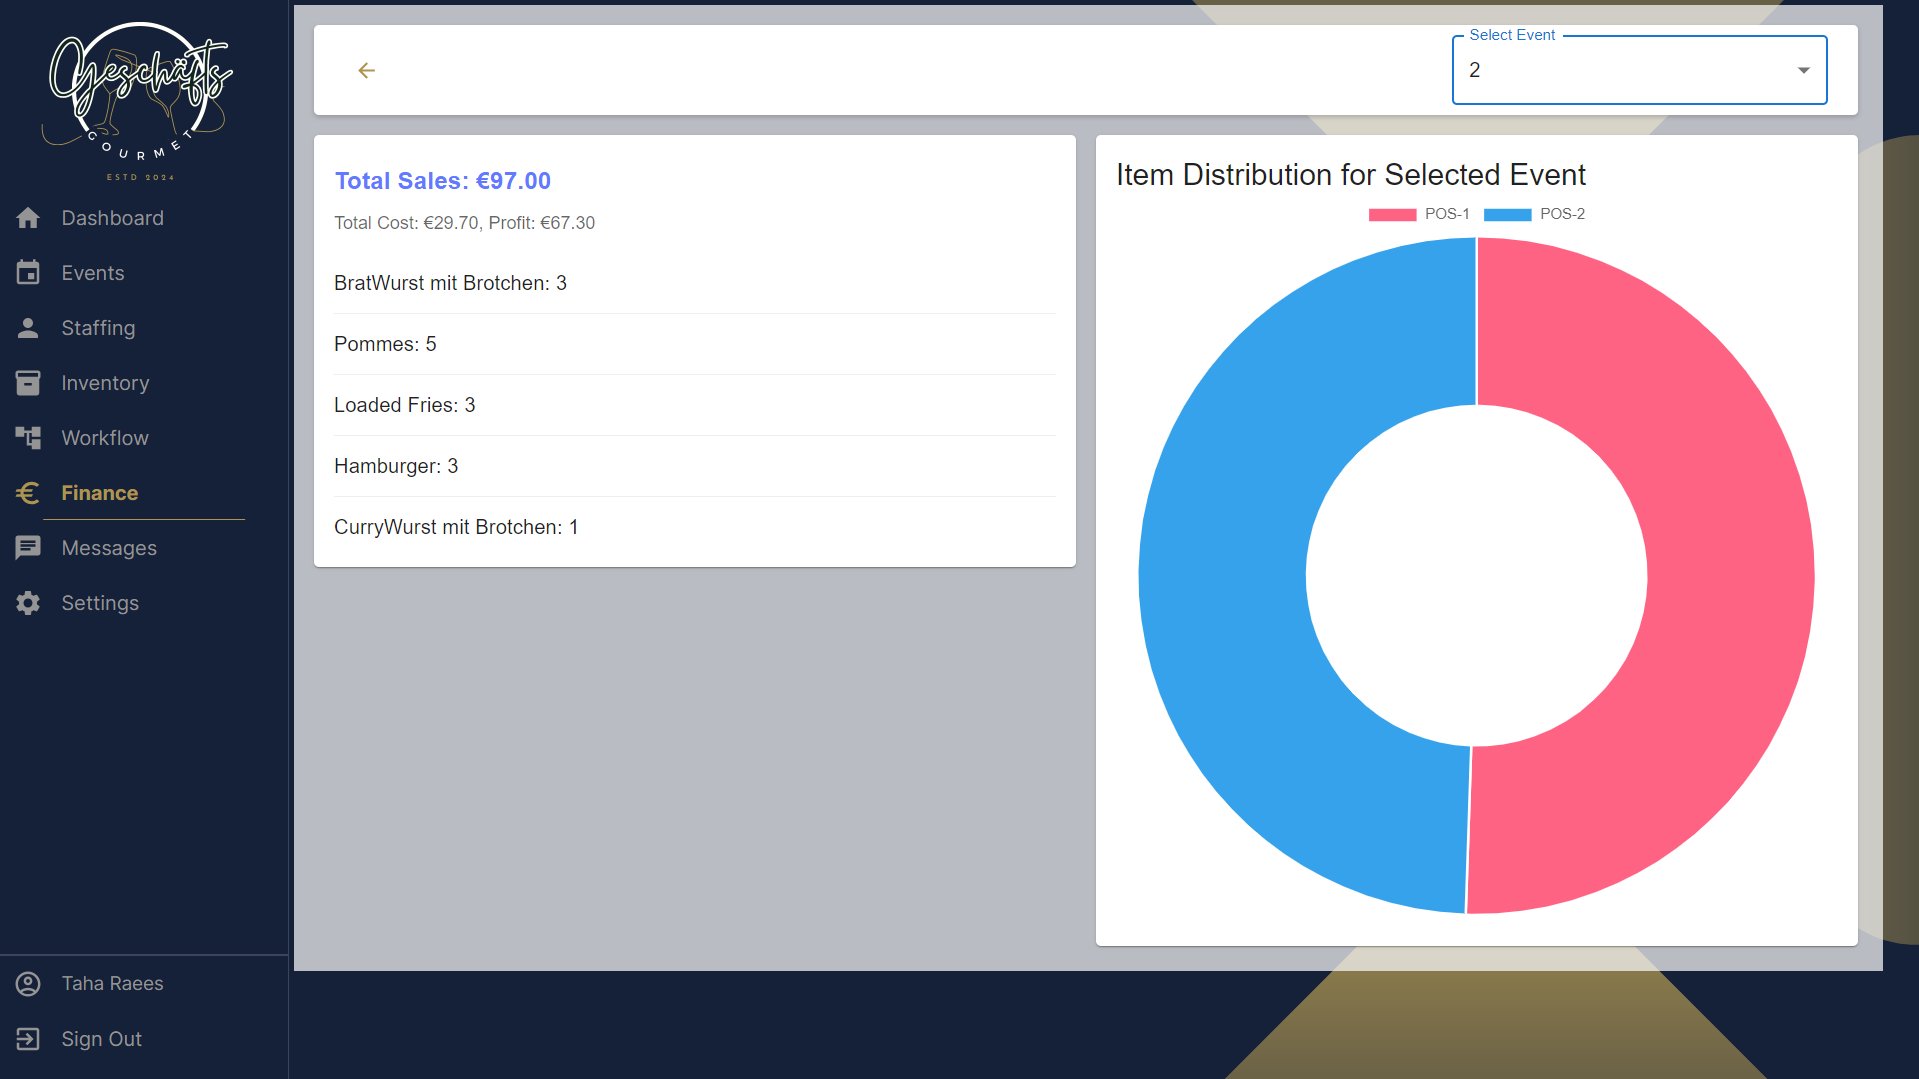 Geschäfts
GOURMET
ESTD 2024
Dashboard
Events
Staffing
Inventory
Workflow
Finance
Messages
Settings
Taha Raees
Sign Out
Select Event
2
Total Sales: €97.00
Total Cost: €29.70, Profit: €67.30
BratWurst mit Brotchen: 3
Pommes: 5
Loaded Fries: 3
Hamburger: 3
CurryWurst mit Brotchen: 1
Item Distribution for Selected Event
POS-1
POS-2